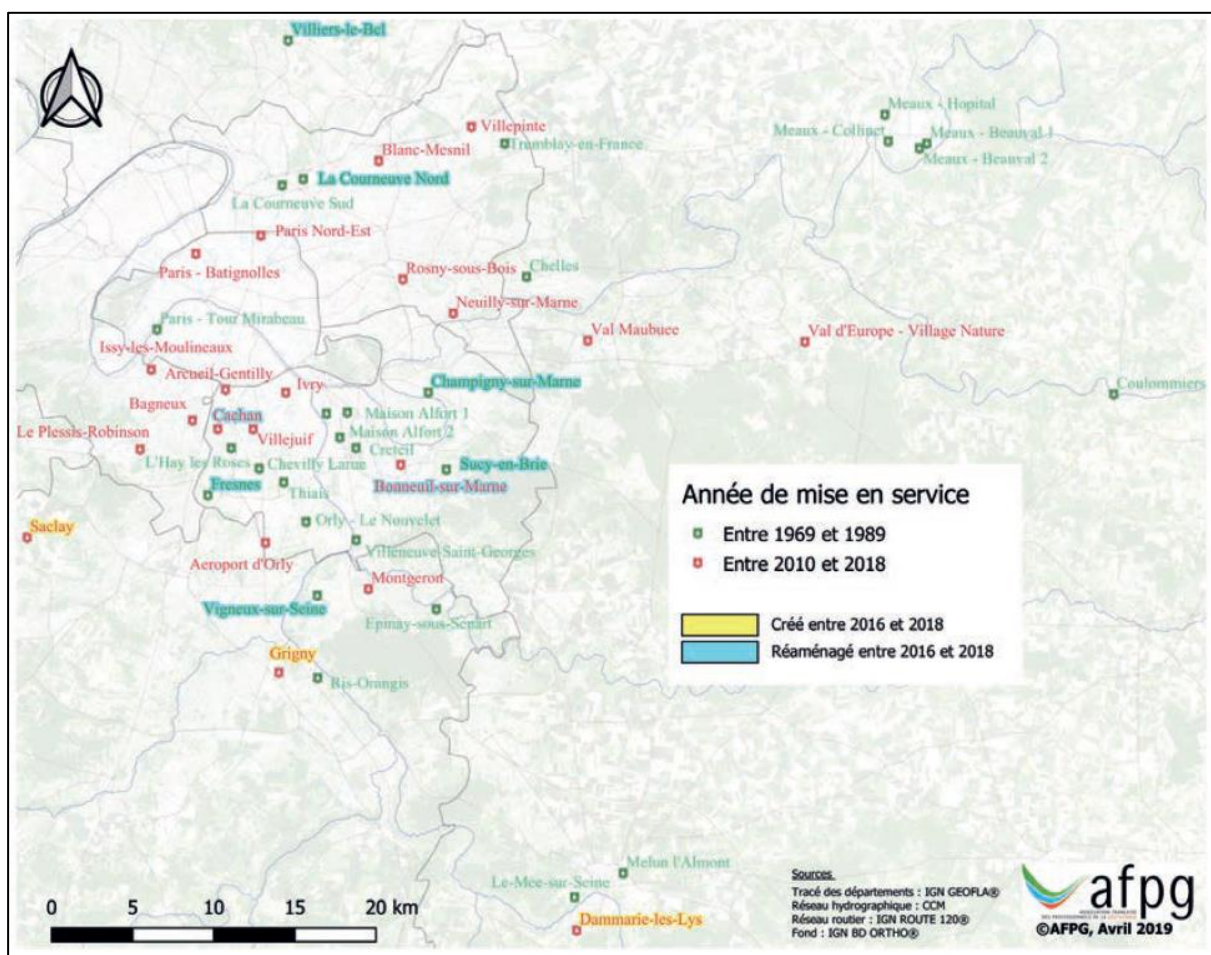 Villiers-le-Bel
Meaux - Hopital
Villepinte
Meaux - Collinet
Meaux - Beauval 1
Tremblay-en-France
Meaux - Beauval 2
Blanc-Mesnil
La Courneuve Nord
La Courneuve Sud
Paris Nord-Est
Paris - Batignolles
Rosny-sous-Bois
Chelles
Neuilly-sur-Marne
Paris - Tour Mirabeau
Val Maubuee
Val d'Europe - Village Nature
Issy-les-Moulineaux
Arcueil-Gentilly
Ivry
Champigny-sur-Marne
Coulommiers
Bagneux
Cachan
Maison Alfort 1
Le Plessis-Robinson
Villejuif
Maison Alfort 2
Creteil
L'Hay les Roses
Chevilly Larue
Sucy-en-Brie
Fresnes
Thiais
Bonneuil-sur-Marne
Saclay
Orly - Le Nouvelet
Villeneuve-Saint-Georges
Aeroport d'Orly
Montgeron
Vigneux-sur-Seine
Epinay-sous-Senart
Grigny
Ris-Orangis
Année de mise en service
Entre 1969 et 1989
Entre 2010 et 2018
Créé entre 2016 et 2018
Réaménagé entre 2016 et 2018
Melun l'Almont
Le-Mee-sur-Seine
Dammarie-les-Lys
0 5 10 15 20 km
Sources
Tracé des départements : IGN GEOFLA®
Réseau hydrographique : CCM
Réseau routier : IGN ROUTE 120®
Fond : IGN BD ORTHO®
afpg
ASSOCIATION FRANÇAISE
DES PROFESSIONNELS DE LA GÉOTHERMIE
©AFPG, Avril 2019